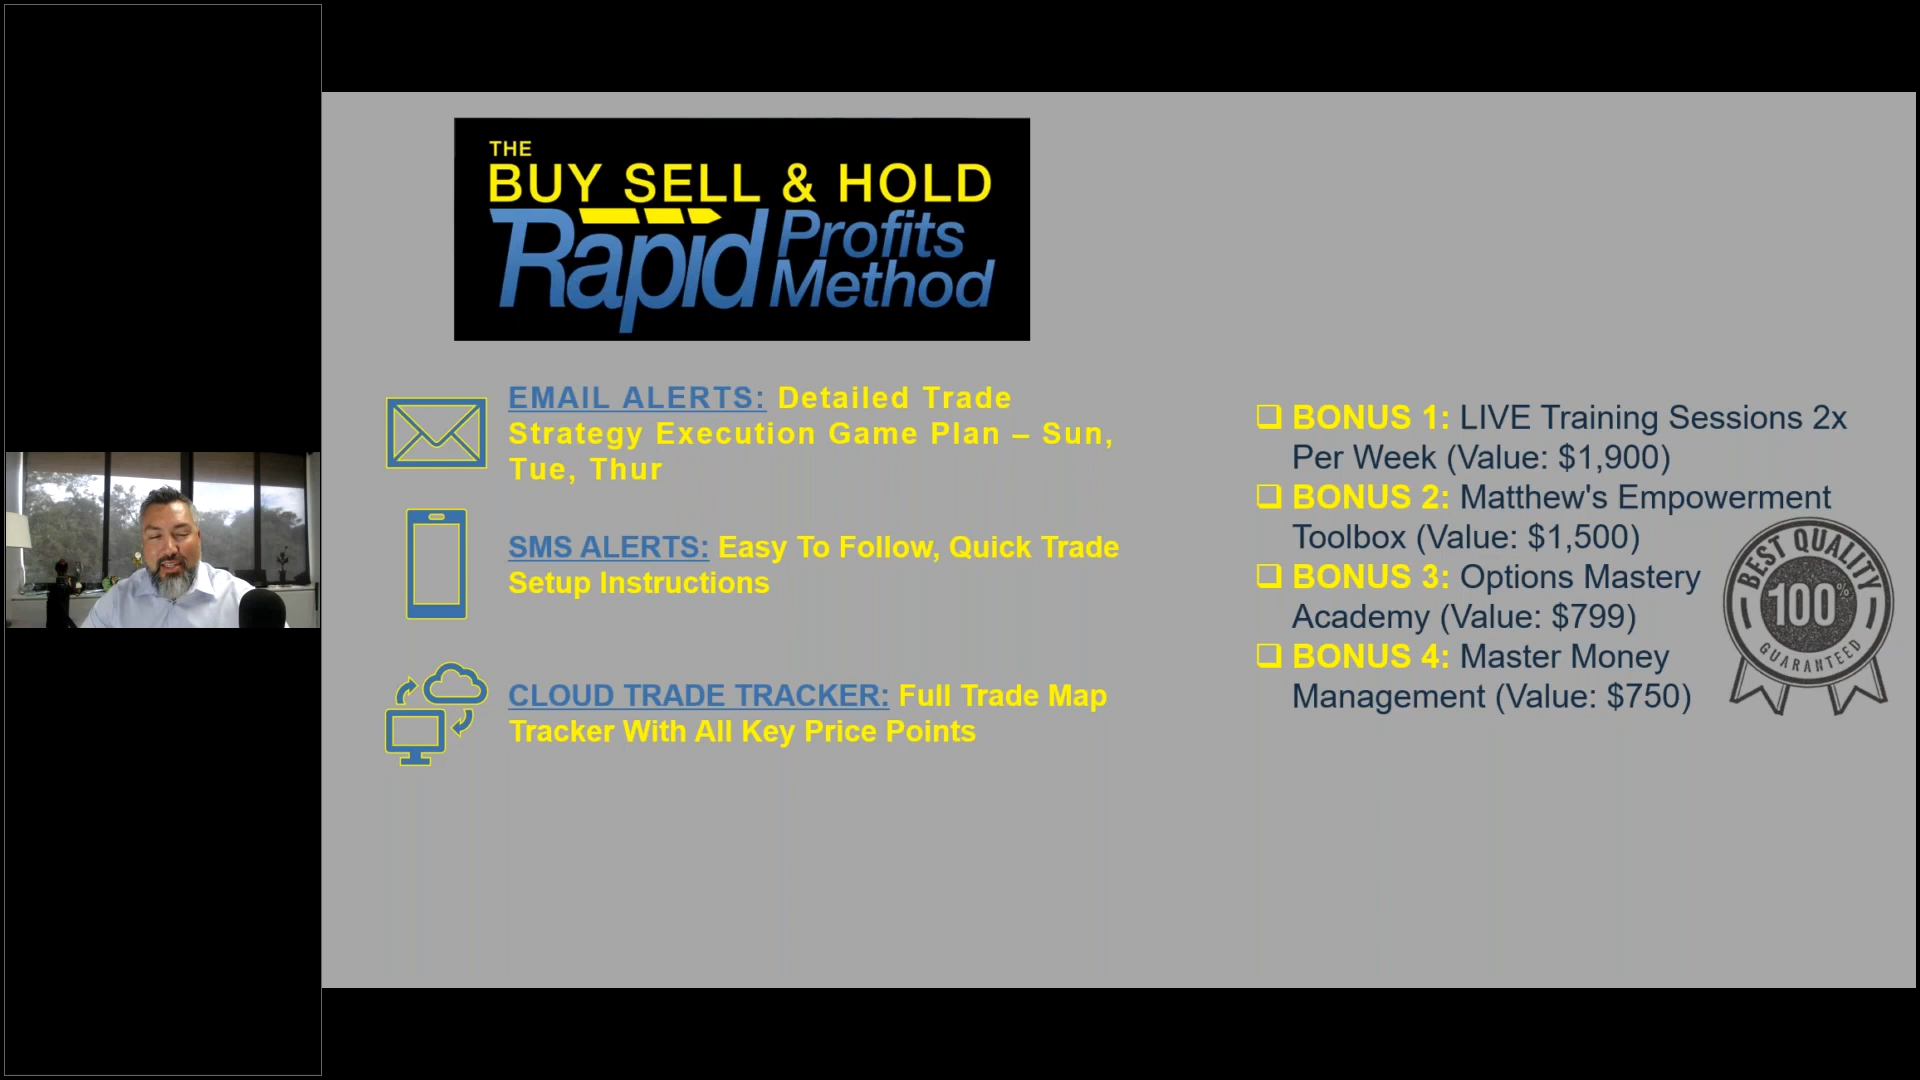 THE
BUY SELL & HOLD
Rapid Profits
Method
EMAIL ALERTS: Detailed Trade
Strategy Execution Game Plan – Sun,
Tue, Thur
SMS ALERTS: Easy To Follow, Quick Trade
Setup Instructions
CLOUD TRADE TRACKER: Full Trade Map
Tracker With All Key Price Points
❑ BONUS 1: LIVE Training Sessions 2x
Per Week (Value: $1,900)
❑ BONUS 2: Matthew's Empowerment
Toolbox (Value: $1,500)
❑ BONUS 3: Options Mastery
Academy (Value: $799)
❑ BONUS 4: Master Money
Management (Value: $750)
BEST QUALITY
100%
GUARANTEED